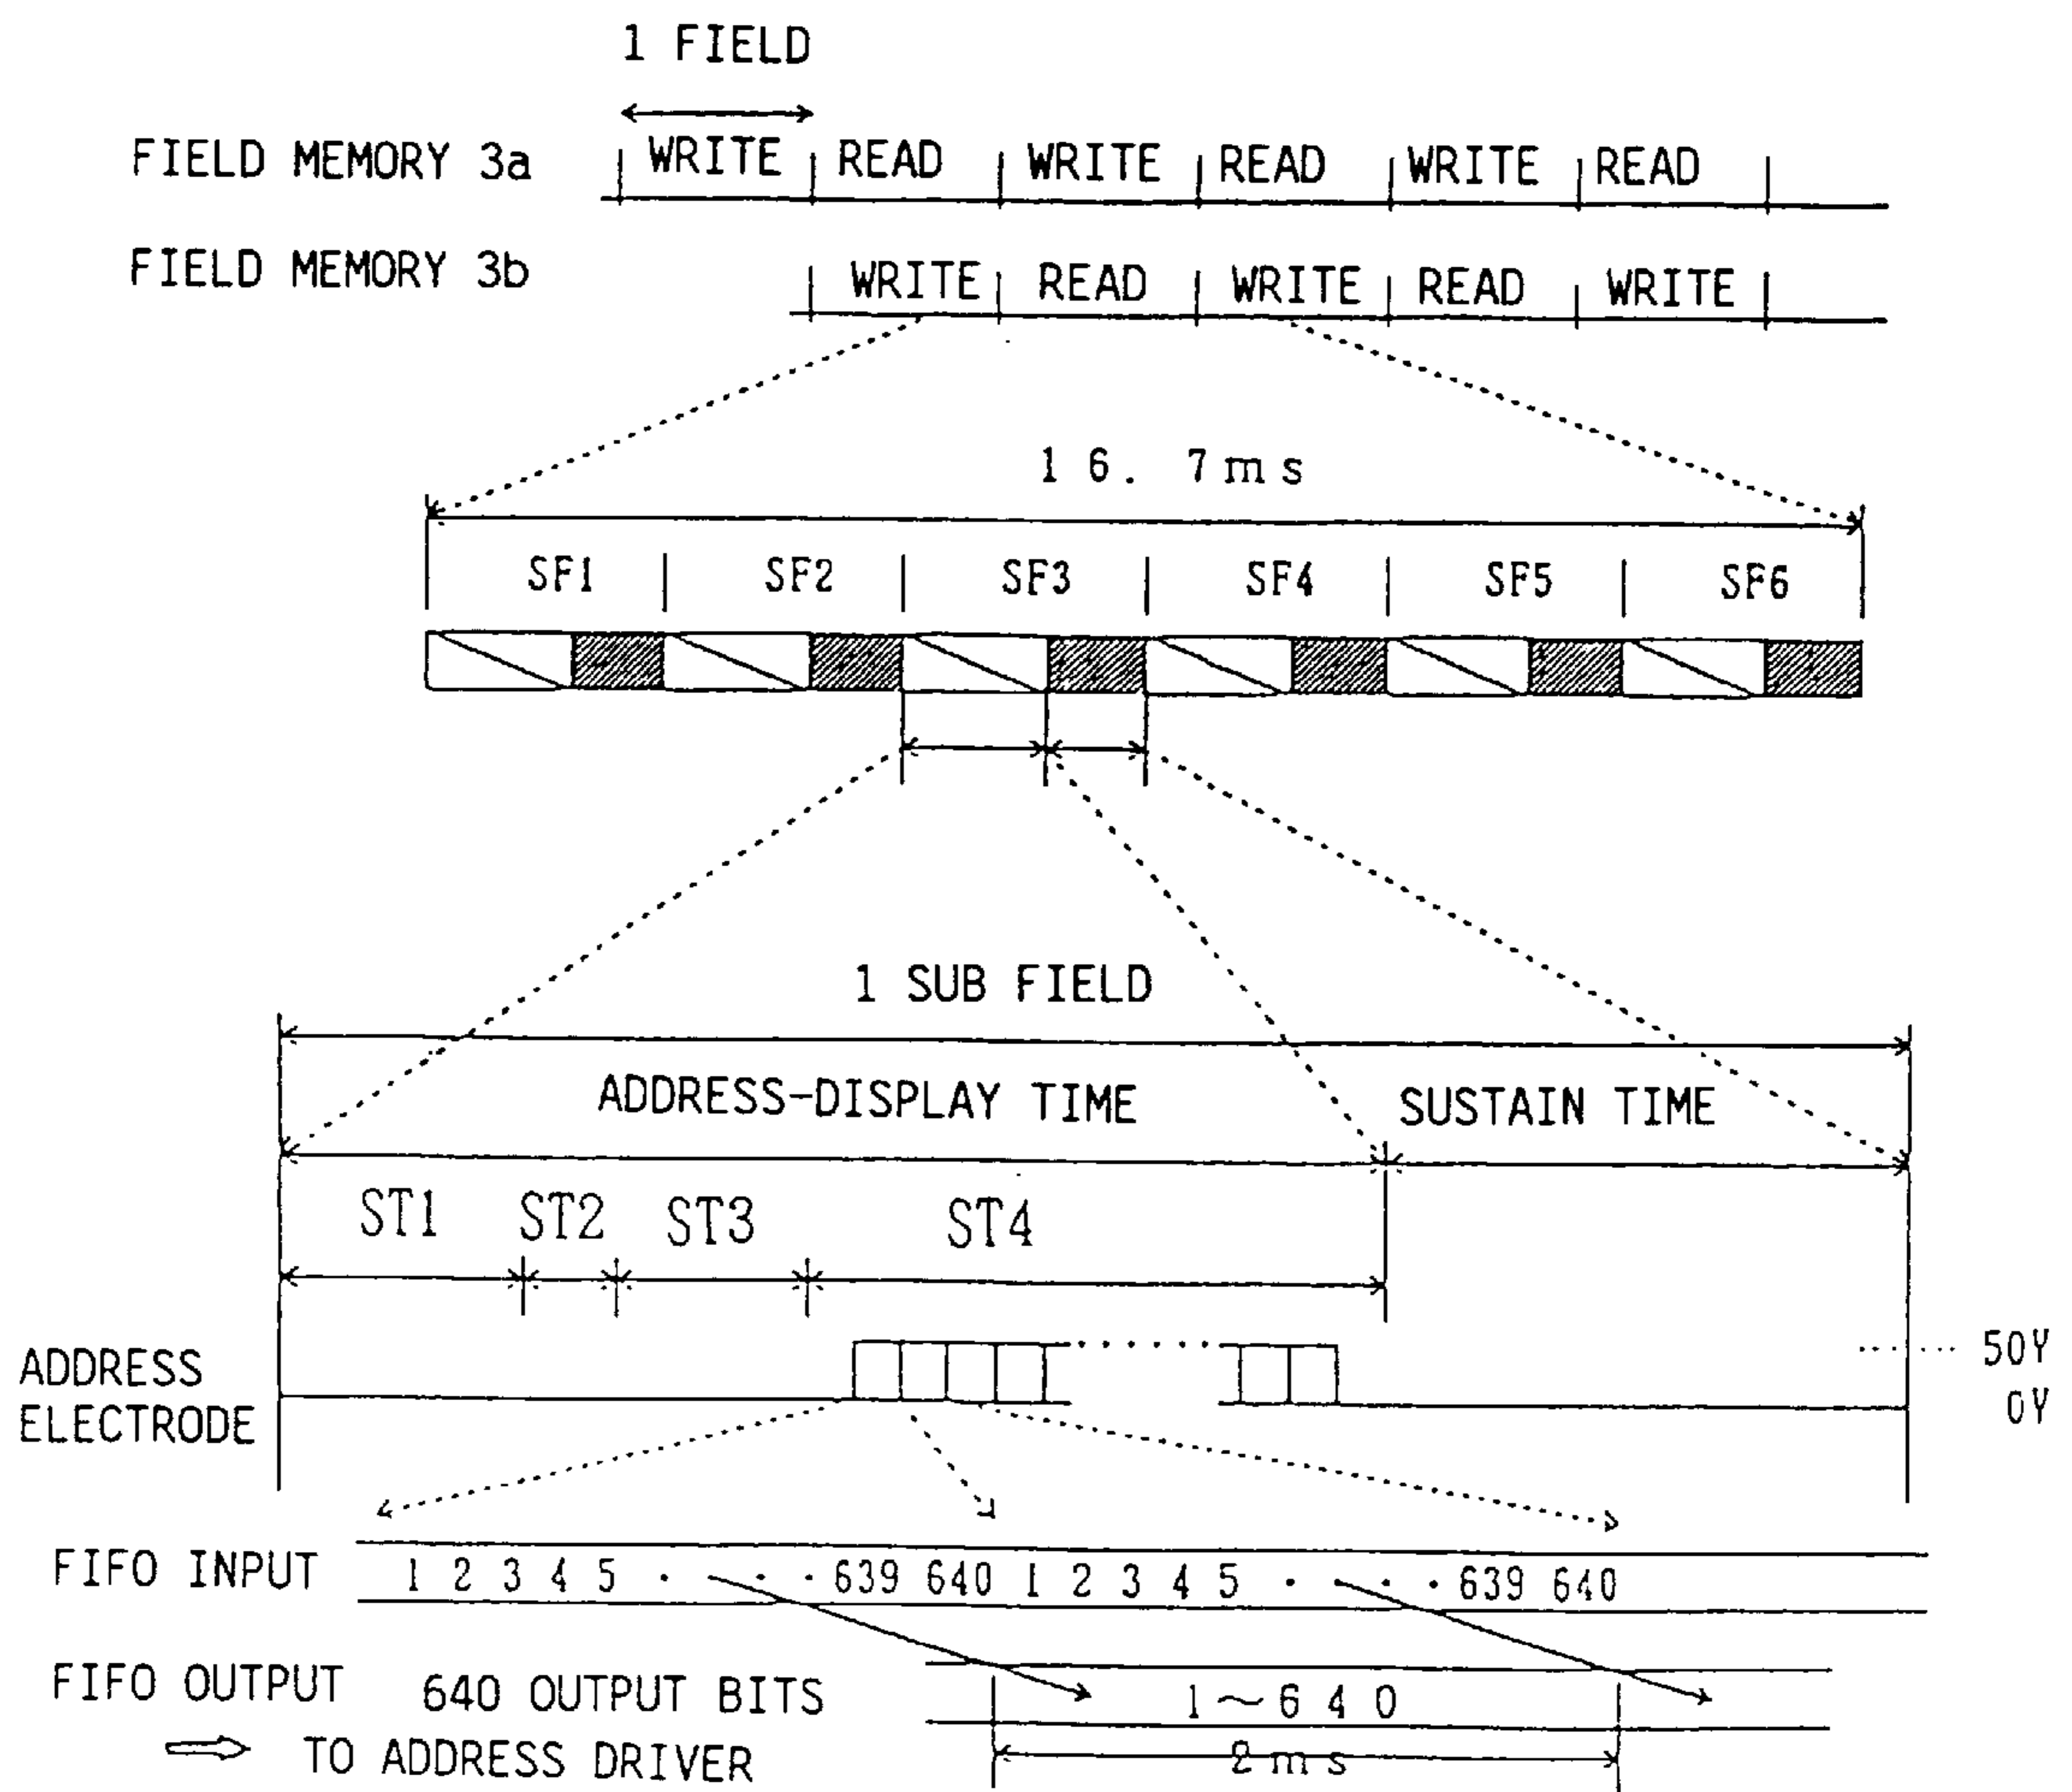 1 FIELD
FIELD MEMORY 3a WRITE READ WRITE READ WRITE READ
FIELD MEMORY 3b WRITE READ WRITE READ WRITE
16.7ms
SF1 SF2 SF3 SF4 SF5 SF6
1 SUB FIELD
ADDRESS-DISPLAY TIME SUSTAIN TIME
ST1 ST2 ST3 ST4
ADDRESS
ELECTRODE
50Y
0Y
FIFO INPUT 1 2 3 4 5 · · · 639 640 1 2 3 4 5 · · · · 639 640
FIFO OUTPUT 640 OUTPUT BITS 1~640
⇨ TO ADDRESS DRIVER 2ms